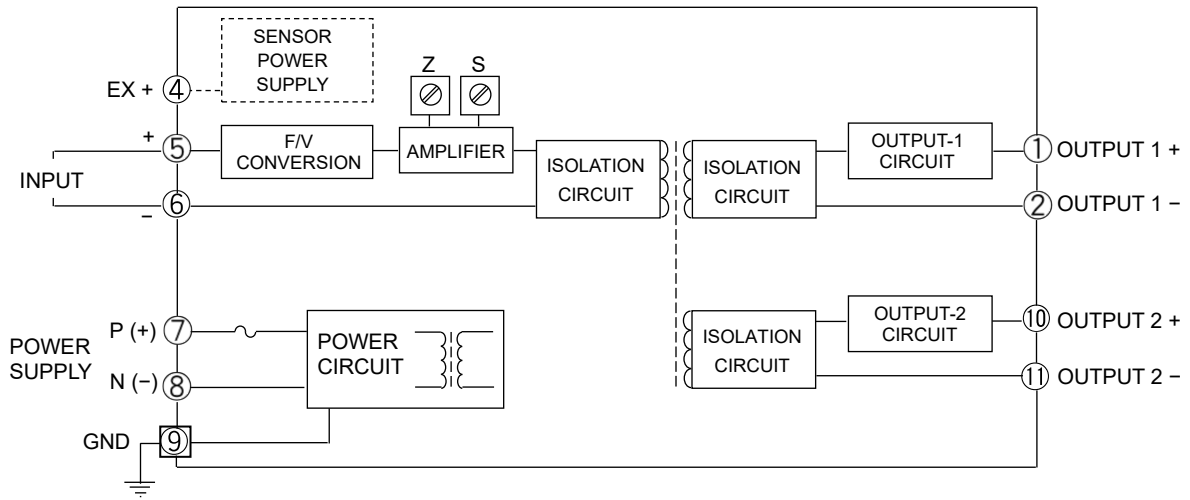 SENSOR
POWER
SUPPLY
Z S
EX + 4
+
5
F/V
CONVERSION
AMPLIFIER
INPUT
6
−
ISOLATION
CIRCUIT
ISOLATION
CIRCUIT
OUTPUT-1
CIRCUIT
1 OUTPUT 1 +
2 OUTPUT 1 −
POWER
SUPPLY
P (+) 7
N (−) 8
POWER
CIRCUIT
GND 9
ISOLATION
CIRCUIT
OUTPUT-2
CIRCUIT
10 OUTPUT 2 +
11 OUTPUT 2 −